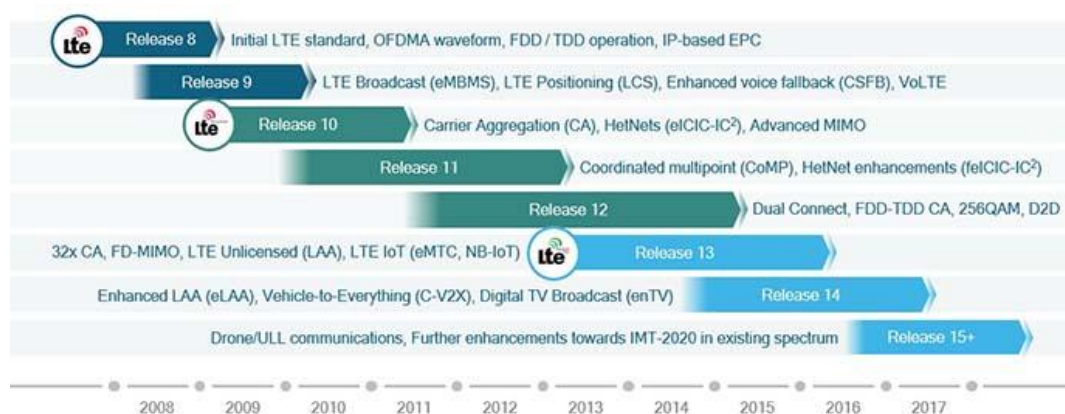 Lte Release 8 Initial LTE standard, OFDMA waveform, FDD / TDD operation, IP-based EPC
Release 9 LTE Broadcast (eMBMS), LTE Positioning (LCS), Enhanced voice fallback (CSFB), VoLTE
Lte Release 10 Carrier Aggregation (CA), HetNets (eICIC-IC²), Advanced MIMO
Release 11 Coordinated multipoint (CoMP), HetNet enhancements (feICIC-IC²)
Release 12 Dual Connect, FDD-TDD CA, 256QAM, D2D
32x CA, FD-MIMO, LTE Unlicensed (LAA), LTE IoT (eMTC, NB-IoT) Lte Release 13
Enhanced LAA (eLAA), Vehicle-to-Everything (C-V2X), Digital TV Broadcast (enTV) Release 14
Drone/ULL communications, Further enhancements towards IMT-2020 in existing spectrum Release 15+
2008 2009 2010 2011 2012 2013 2014 2015 2016 2017